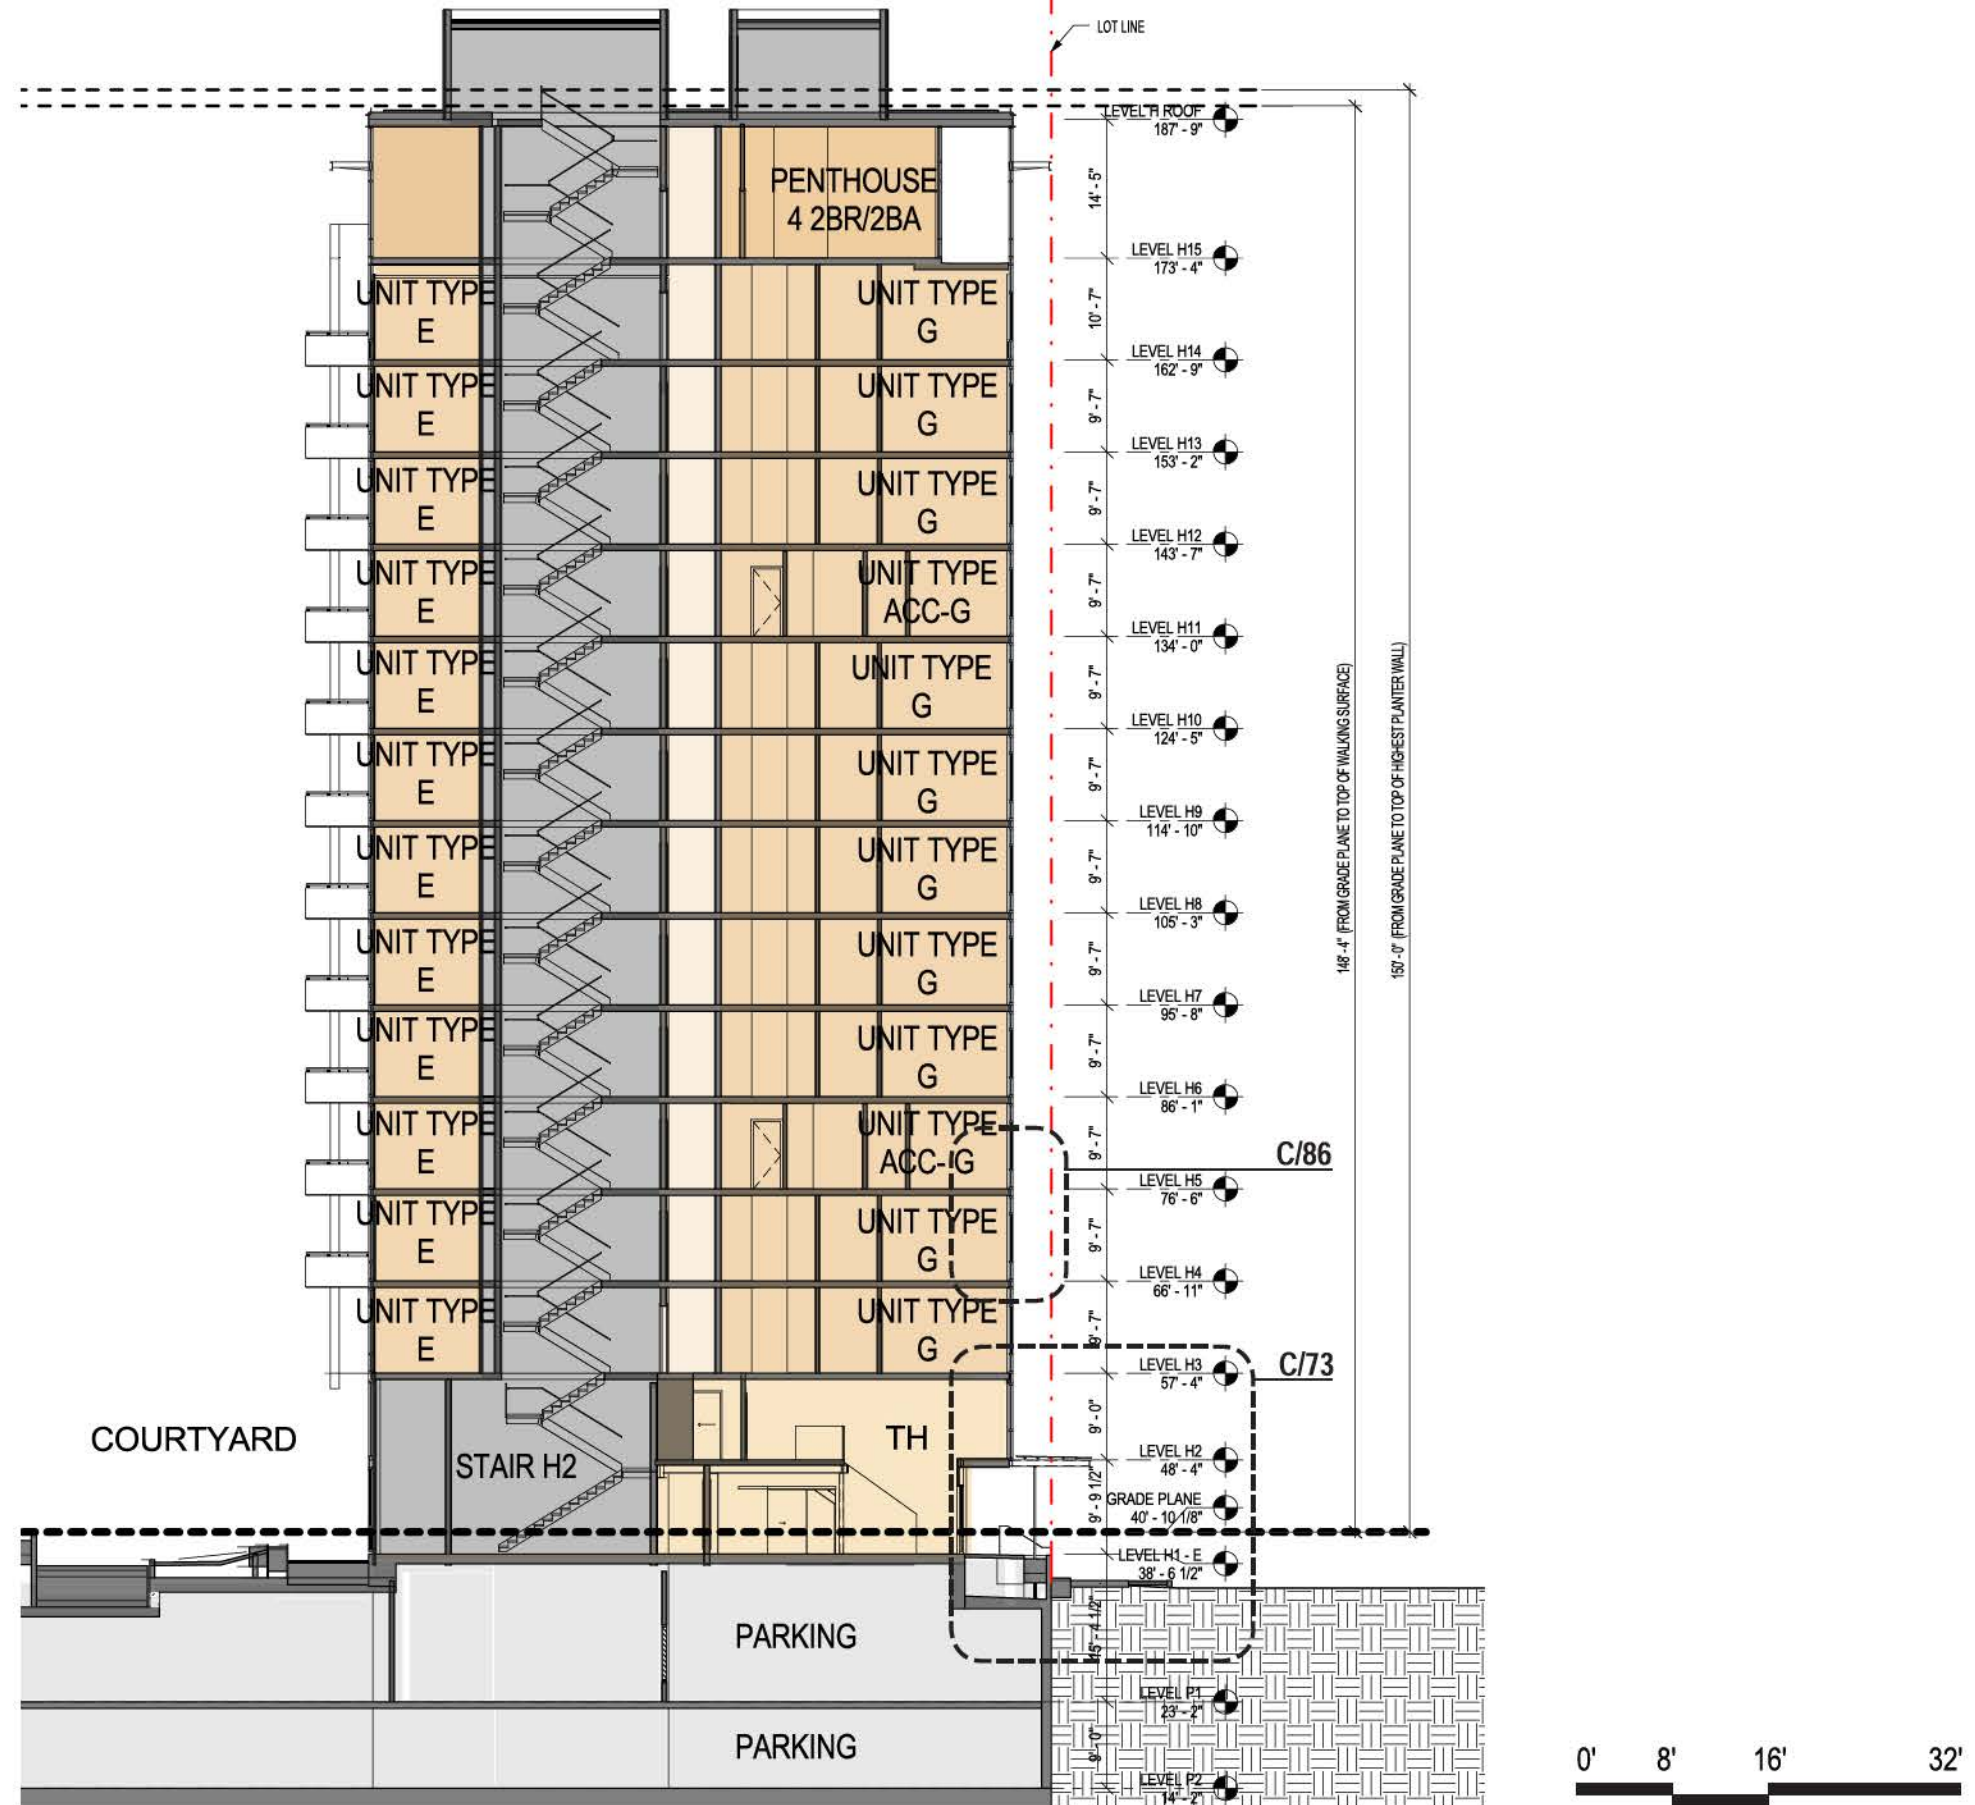 LOT LINE
LEVEL H ROOF
187' - 9"
14' - 5"
PENTHOUSE
4 2BR/2BA
LEVEL H15
173' - 4"
10' - 7"
UNIT TYPE
E
UNIT TYPE
G
LEVEL H14
162' - 9"
9' - 7"
UNIT TYPE
E
UNIT TYPE
G
LEVEL H13
153' - 2"
9' - 7"
UNIT TYPE
E
UNIT TYPE
G
LEVEL H12
143' - 7"
9' - 7"
UNIT TYPE
E
UNIT TYPE
ACC-G
LEVEL H11
134' - 0"
9' - 7"
UNIT TYPE
E
UNIT TYPE
G
LEVEL H10
124' - 5"
9' - 7"
UNIT TYPE
E
UNIT TYPE
G
LEVEL H9
114' - 10"
9' - 7"
UNIT TYPE
E
UNIT TYPE
G
LEVEL H8
105' - 3"
9' - 7"
UNIT TYPE
E
UNIT TYPE
G
LEVEL H7
95' - 8"
9' - 7"
UNIT TYPE
E
UNIT TYPE
G
LEVEL H6
86' - 1"
9' - 7"
UNIT TYPE
E
UNIT TYPE
ACC- G
C/86
LEVEL H5
76' - 6"
9' - 7"
UNIT TYPE
E
UNIT TYPE
G
LEVEL H4
66' - 11"
9' - 7"
UNIT TYPE
E
UNIT TYPE
G
LEVEL H3
57' - 4"
C/73
9' - 0"
COURTYARD
STAIR H2
TH
LEVEL H2
48' - 4"
9' - 9 1/2"
GRADE PLANE
40' - 10 1/8"
LEVEL H1 - E
38' - 6 1/2"
15' - 4 1/2"
PARKING
LEVEL P1
23' - 2"
9' - 0"
PARKING
LEVEL P2
14' - 2"
148'-4" (FROM GRADE PLANE TO TOP OF WALKING SURFACE)
150'-0" (FROM GRADE PLANE TO TOP OF HIGHEST PLANTER WALL)
0' 8' 16' 32'